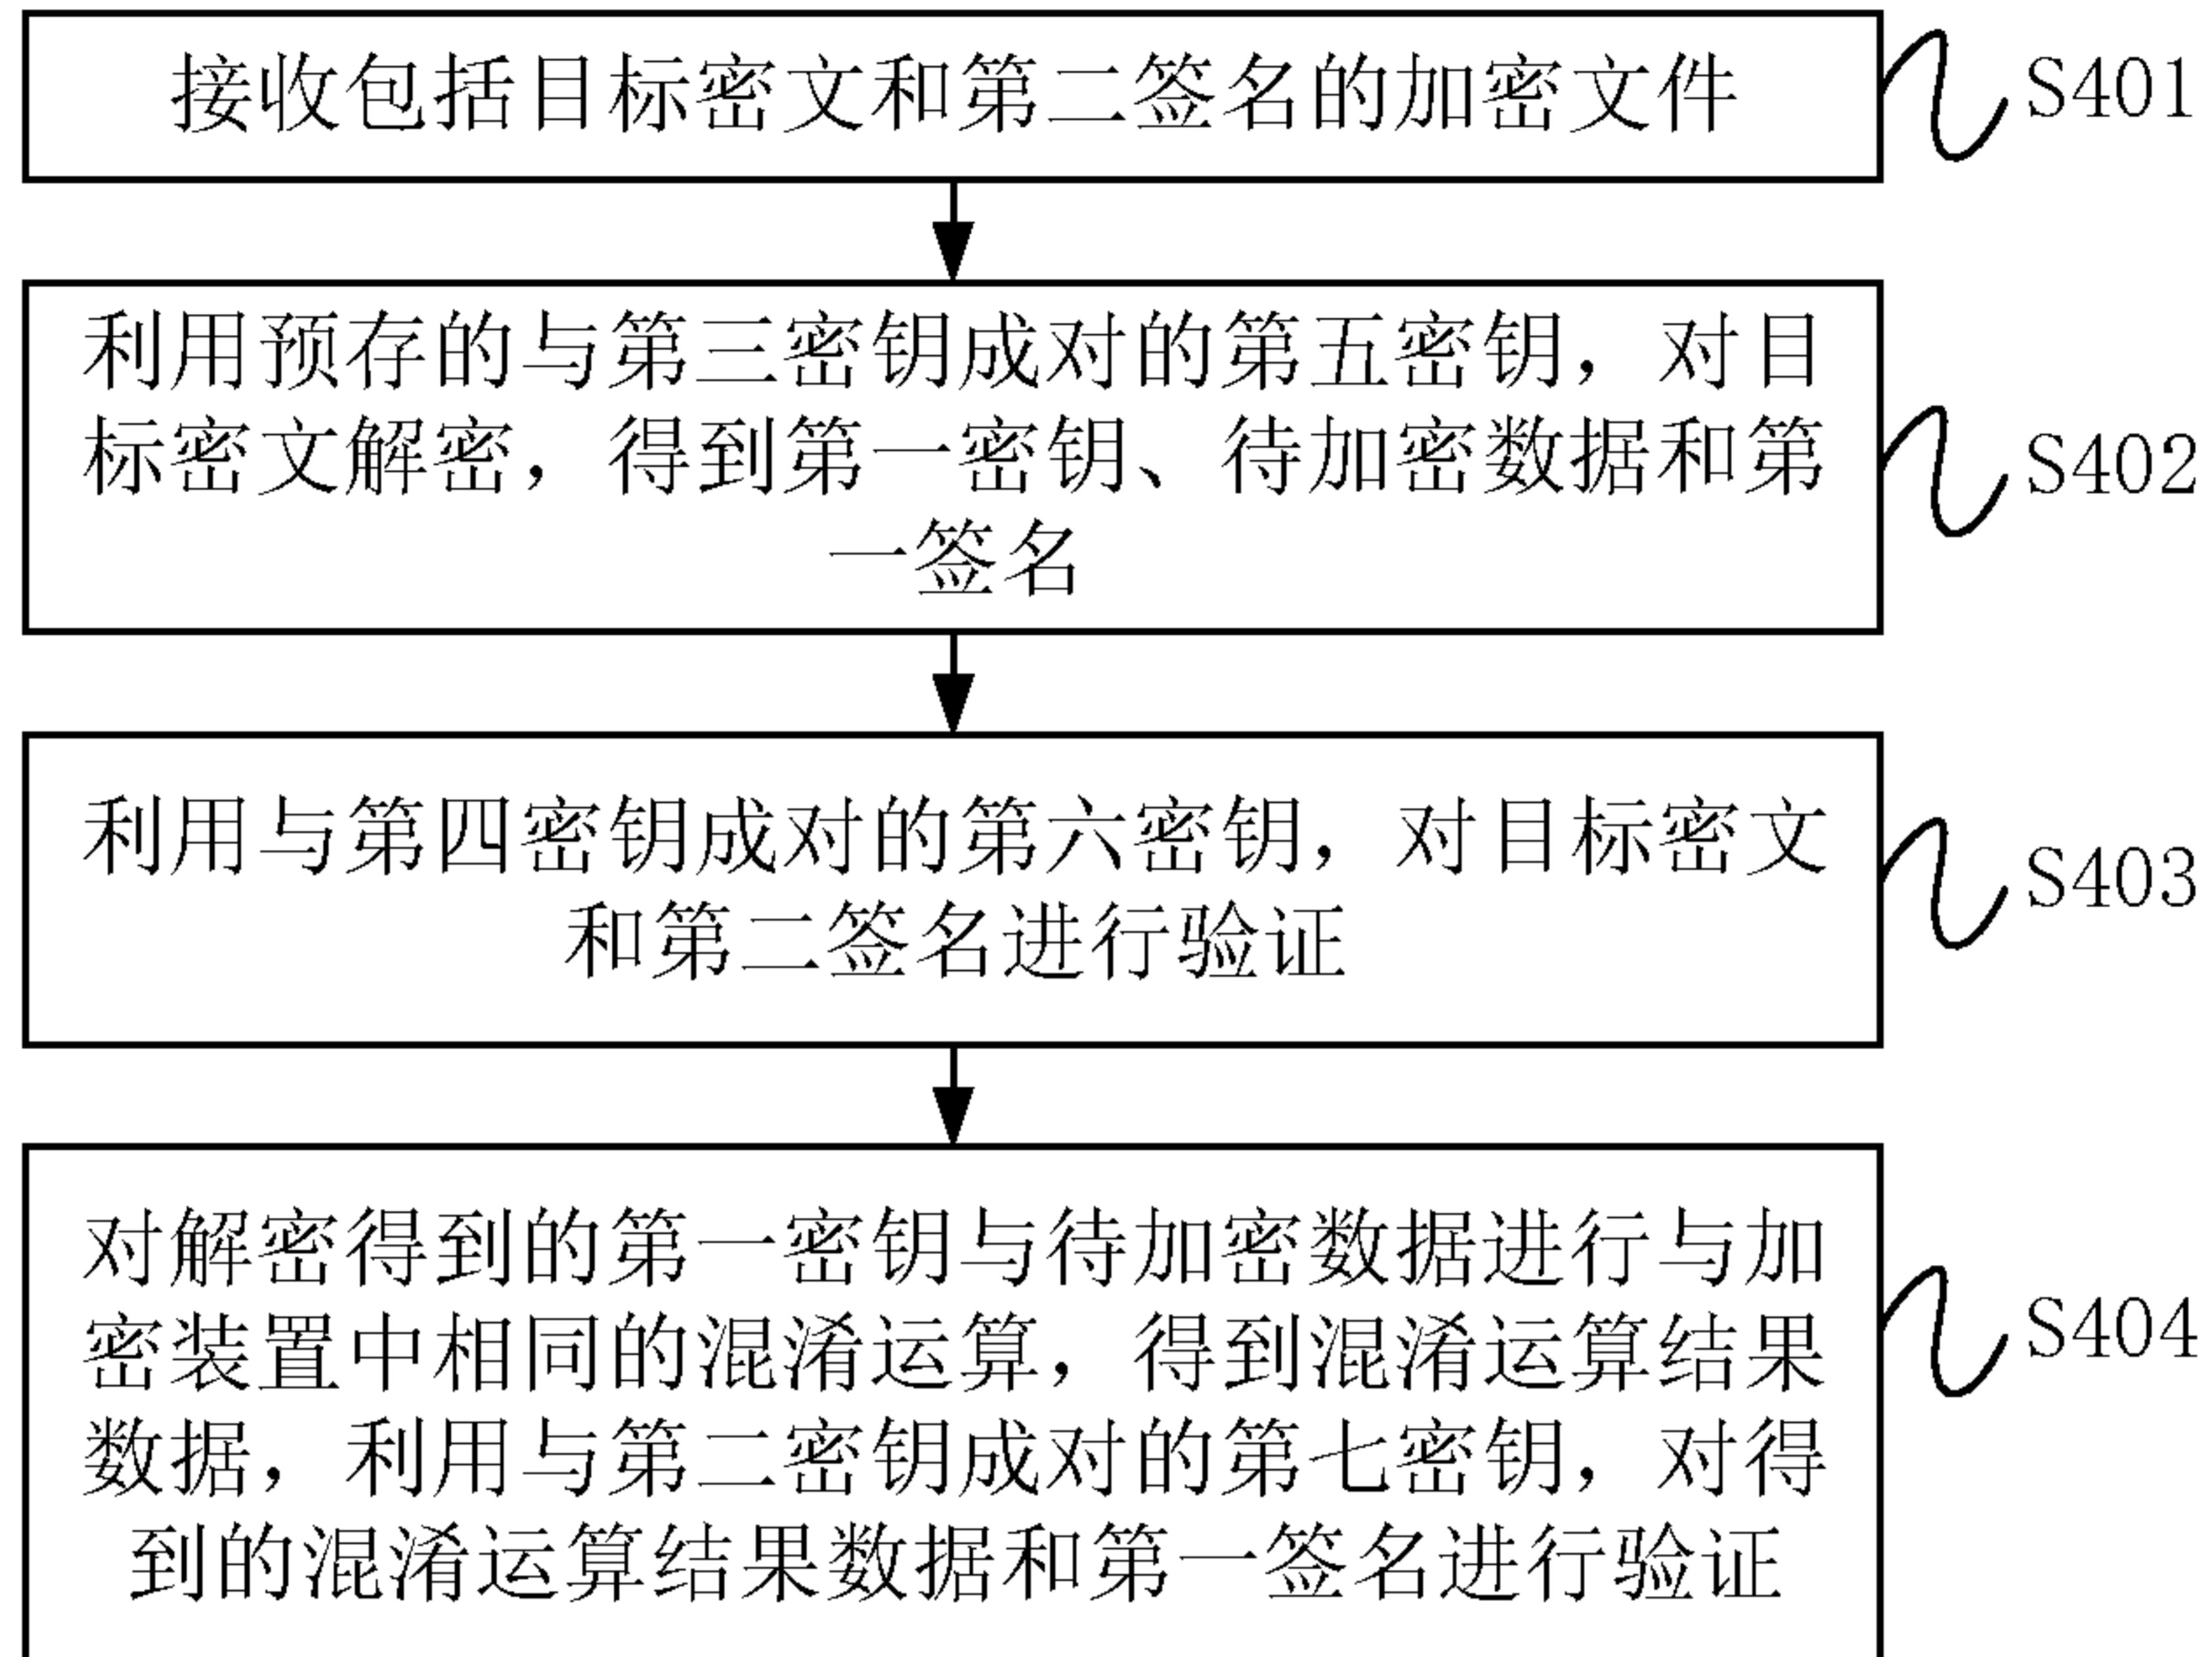 接收包括目标密文和第二签名的加密文件
S401
利用预存的与第三密钥成对的第五密钥，对目
标密文解密，得到第一密钥、待加密数据和第
一签名
S402
利用与第四密钥成对的第六密钥，对目标密文
和第二签名进行验证
S403
对解密得到的第一密钥与待加密数据进行与加
密装置中相同的混淆运算，得到混淆运算结果
数据，利用与第二密钥成对的第七密钥，对得
到的混淆运算结果数据和第一签名进行验证
S404